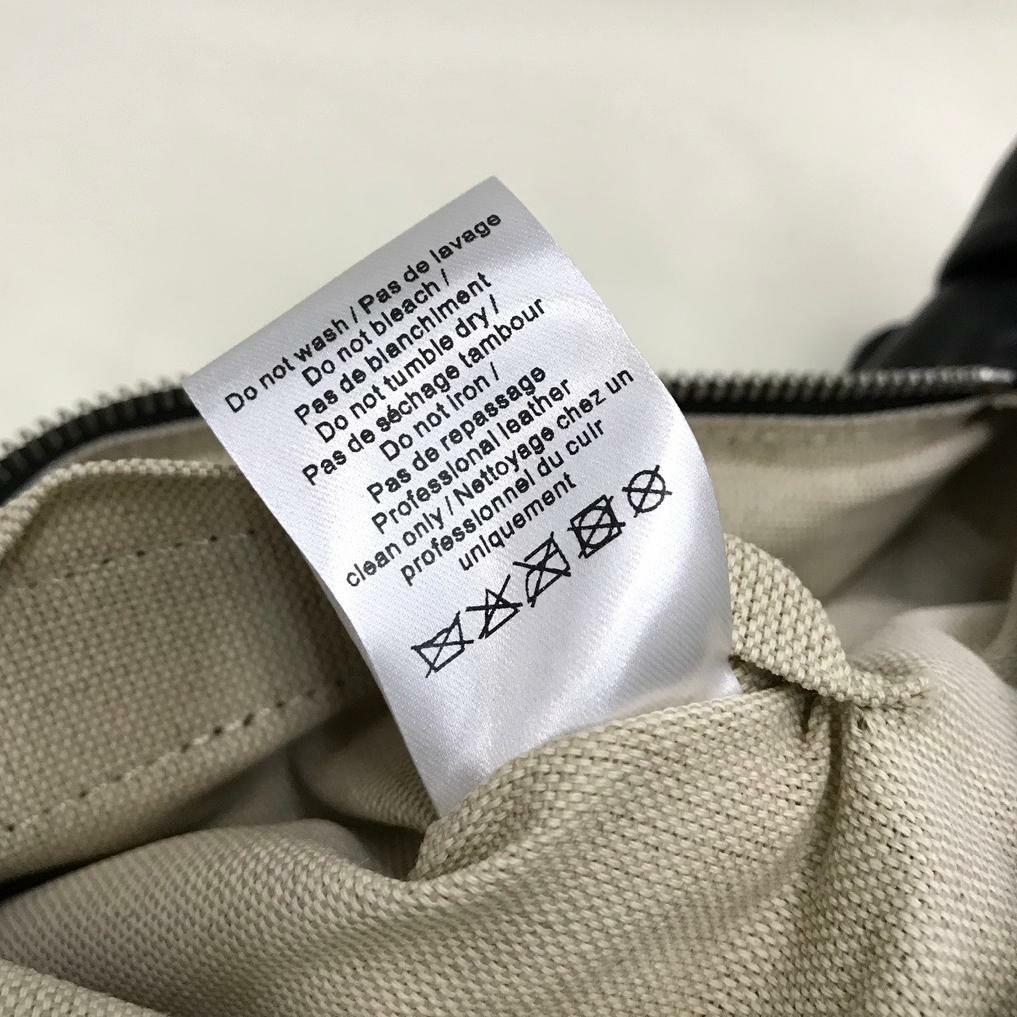 Do not wash / Pas de lavage
Do not bleach /
Pas de blanchiment
Do not tumble dry /
Pas de séchage tambour
Do not Iron /
Pas de repassage
Professional leather
clean only / Nettoyage chez un
professionnel du cuir
uniquement